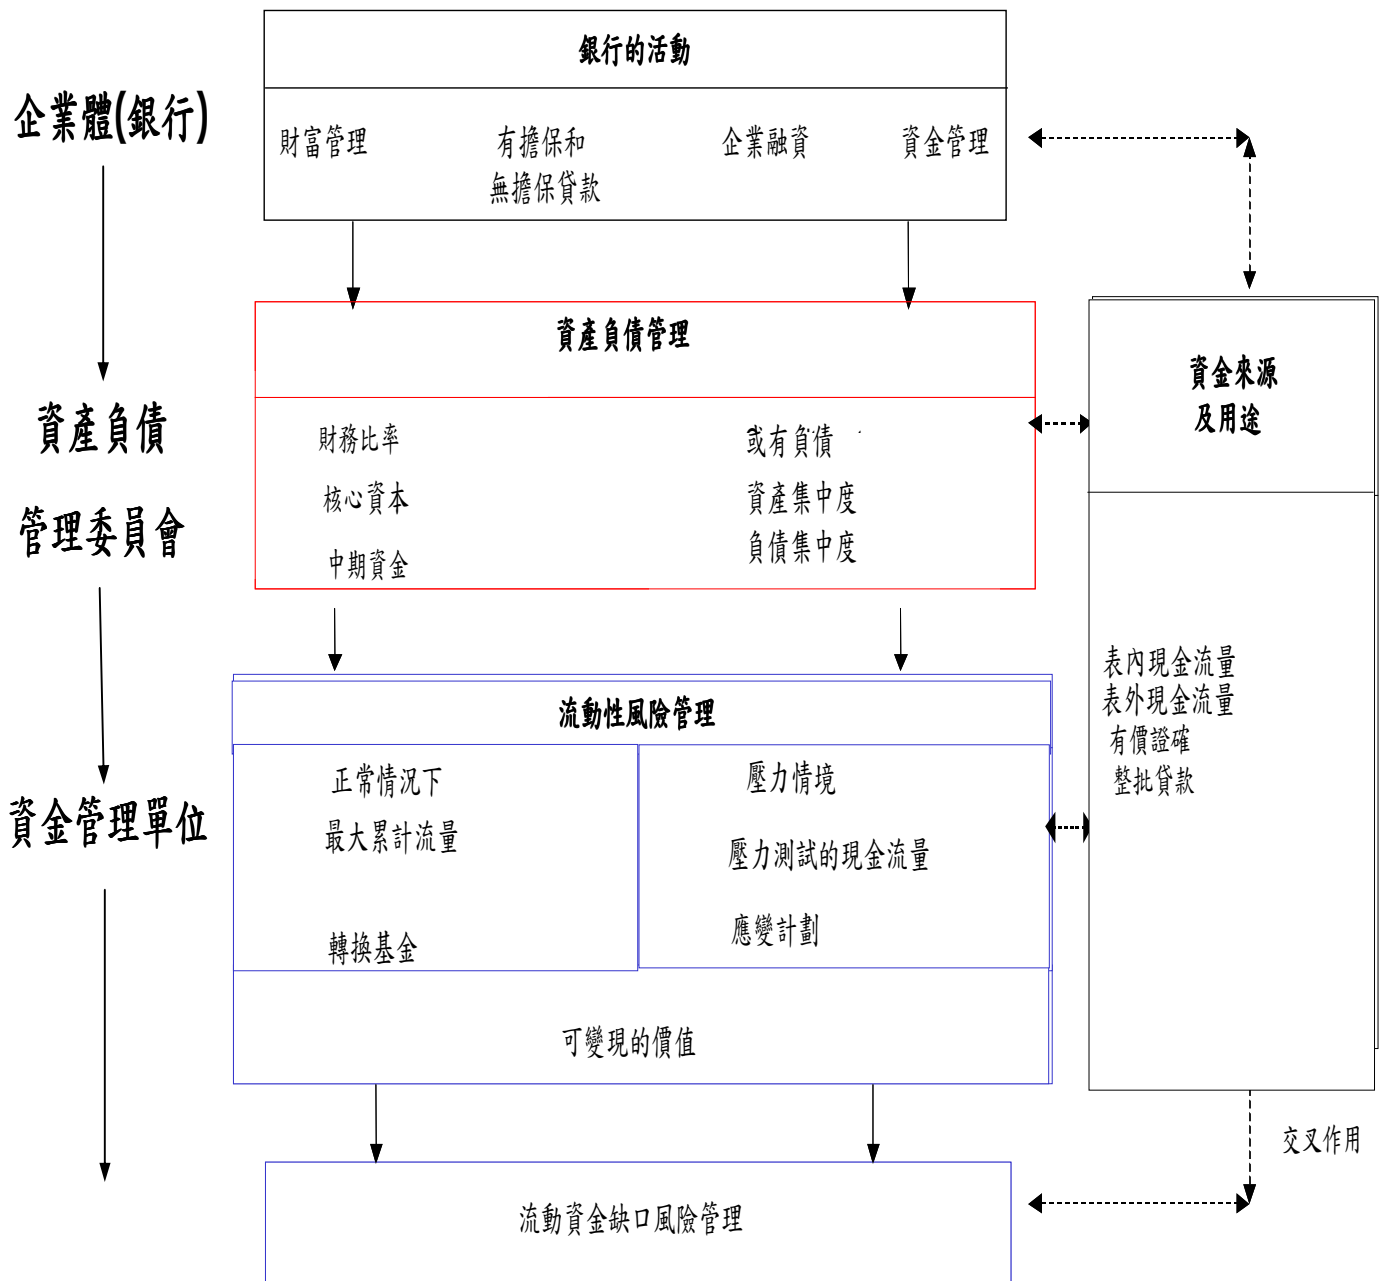 銀行的活動
企業體(銀行)
財富管理
有擔保和
無擔保貸款
企業融資
資金管理
資產負債管理
資產負債
管理委員會
財務比率
核心資本
中期資金
或有負債
資產集中度
負債集中度
資金來源
及用途
表內現金流量
表外現金流量
有價證確
整批貸款
流動性風險管理
資金管理單位
正常情況下
最大累計流量
轉換基金
壓力情境
壓力測試的現金流量
應變計劃
可變現的價值
交叉作用
流動資金缺口風險管理